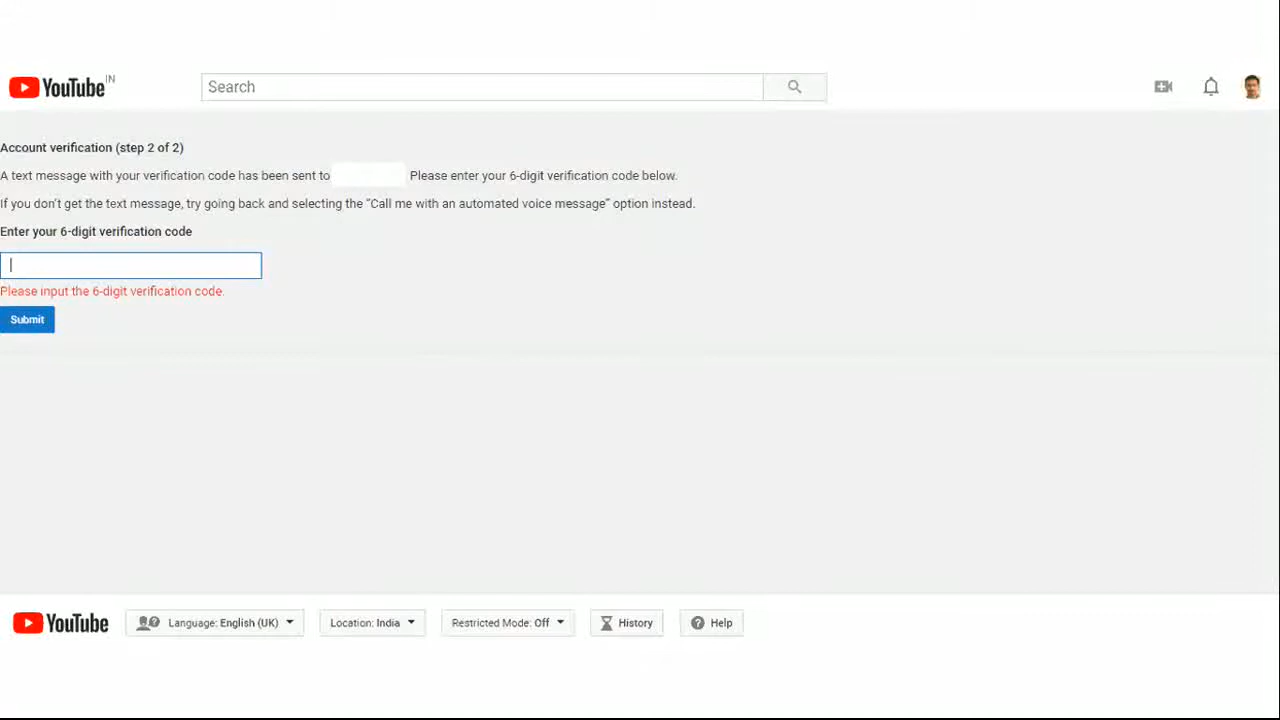 YouTube IN
Search
Account verification (step 2 of 2)
A text message with your verification code has been sent to Please enter your 6-digit verification code below.
If you don't get the text message, try going back and selecting the “Call me with an automated voice message” option instead.
Enter your 6-digit verification code
Please input the 6-digit verification code.
Submit
YouTube Language: English (UK) Location: India Restricted Mode: Off History Help